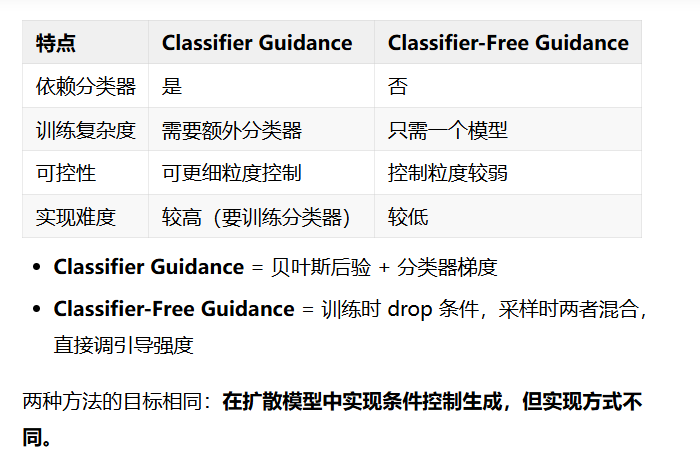 特点 Classifier Guidance Classifier-Free Guidance
依赖分类器 是 否
训练复杂度 需要额外分类器 只需一个模型
可控性 可更细粒度控制 控制粒度较弱
实现难度 较高（要训练分类器） 较低
• Classifier Guidance = 贝叶斯后验 + 分类器梯度
• Classifier-Free Guidance = 训练时 drop 条件，采样时两者混合，
直接调引导强度
两种方法的目标相同：在扩散模型中实现条件控制生成，但实现方式不
同。